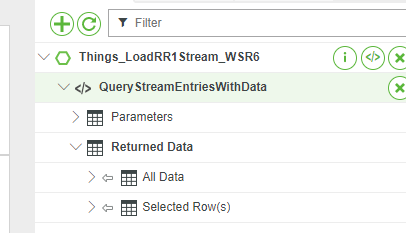 Filter
Things_LoadRR1Stream_WSR6
QueryStreamEntriesWithData
Parameters
Returned Data
All Data
Selected Row(s)